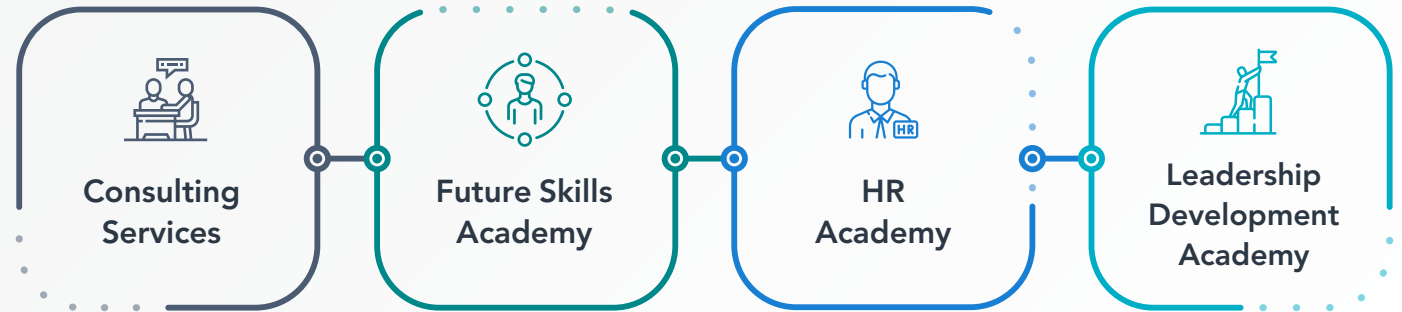 Consulting
Services
Future Skills
Academy
HR
HR
Academy
Leadership
Development
Academy